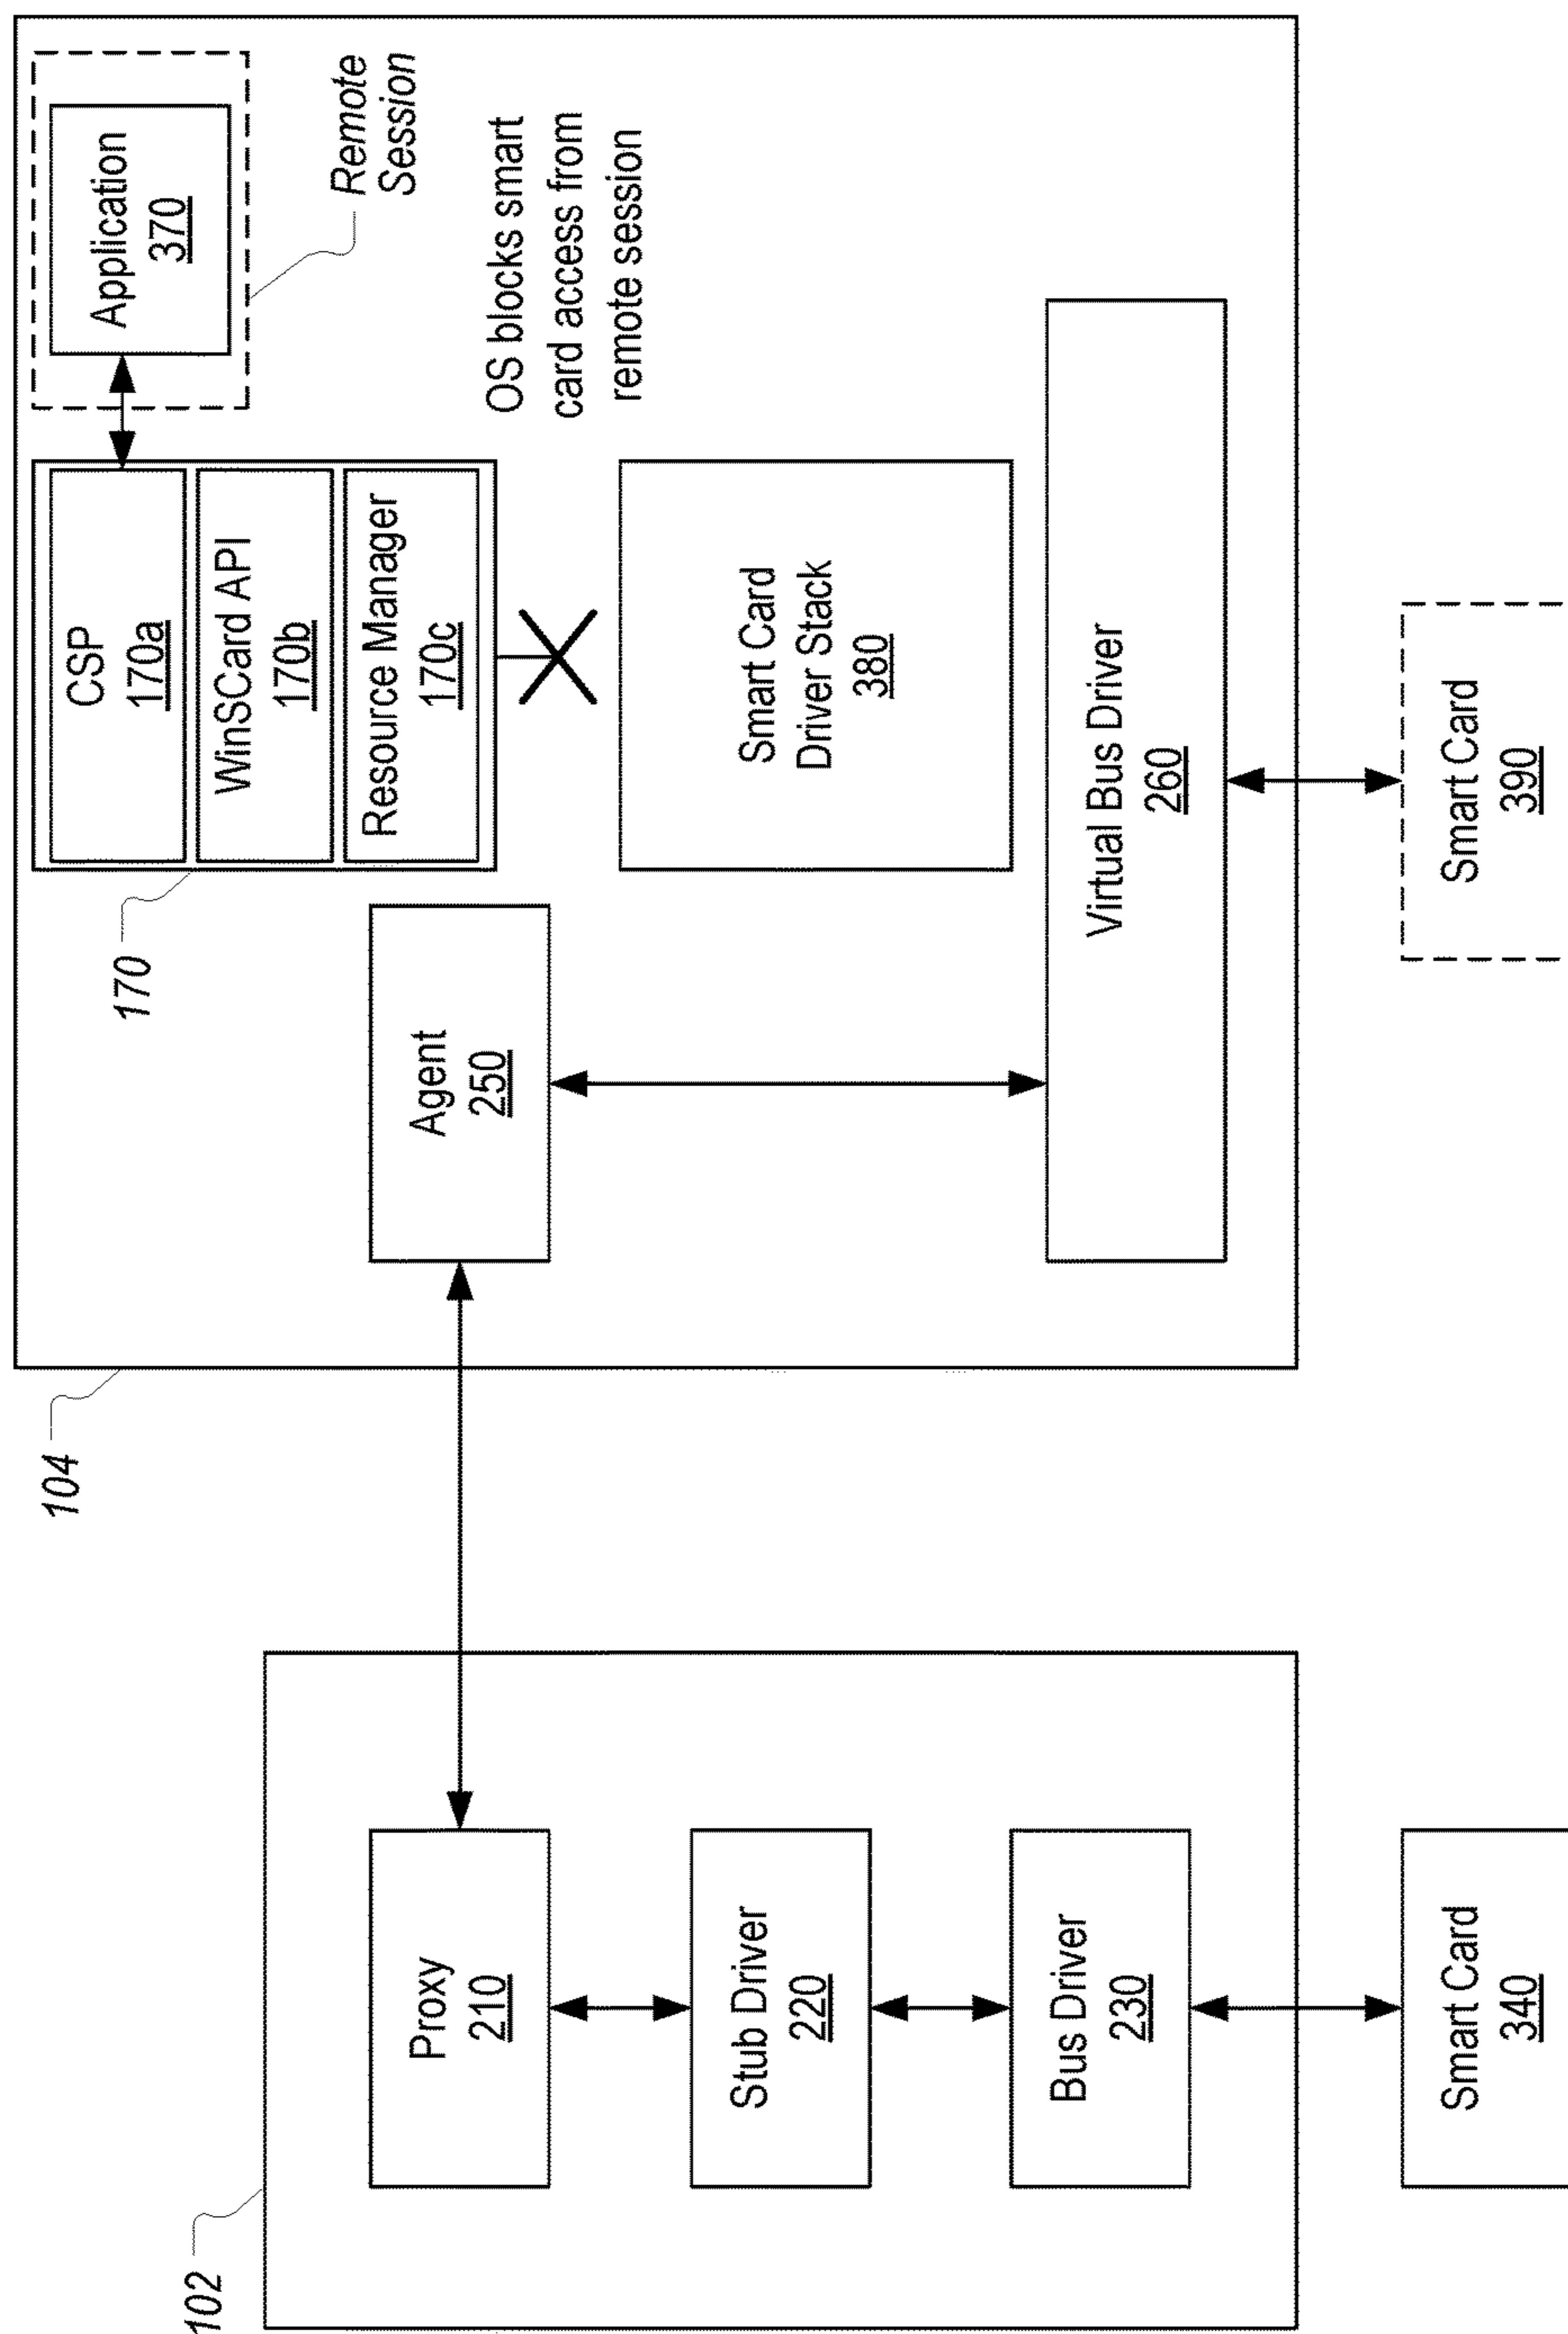 102
Proxy
210
Stub Driver
220
Bus Driver
230
Smart Card
340
104
Agent
250
170
CSP
170a
WinSCard API
170b
Resource Manager
170c
Application
370
Remote
Session
OS blocks smart
card access from
remote session
Smart Card
Driver Stack
380
Virtual Bus Driver
260
Smart Card
390